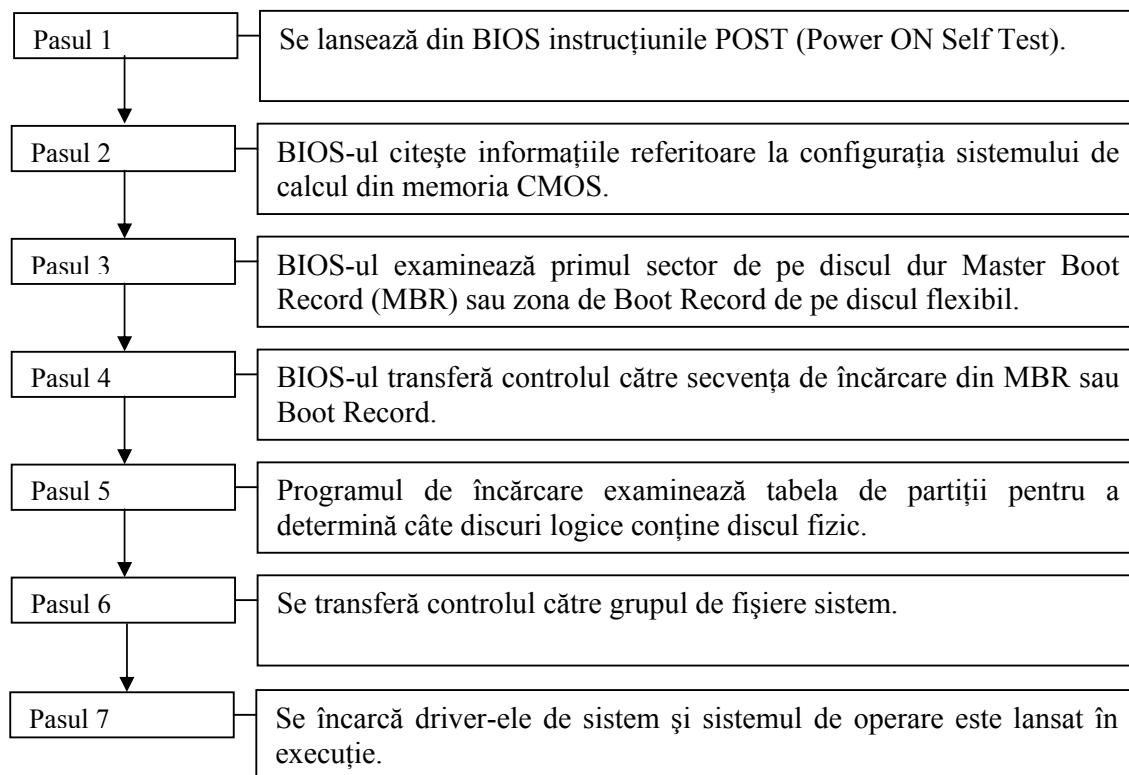 Pasul 1
Se lansează din BIOS instrucțiunile POST (Power ON Self Test).
Pasul 2
BIOS-ul citeşte informațiile referitoare la configurația sistemului de
calcul din memoria CMOS.
Pasul 3
BIOS-ul examinează primul sector de pe discul dur Master Boot
Record (MBR) sau zona de Boot Record de pe discul flexibil.
Pasul 4
BIOS-ul transferă controlul către secvența de încărcare din MBR sau
Boot Record.
Pasul 5
Programul de încărcare examinează tabela de partiții pentru a
determină câte discuri logice conține discul fizic.
Pasul 6
Se transferă controlul către grupul de fişiere sistem.
Pasul 7
Se încarcă driver-ele de sistem şi sistemul de operare este lansat în
execuție.